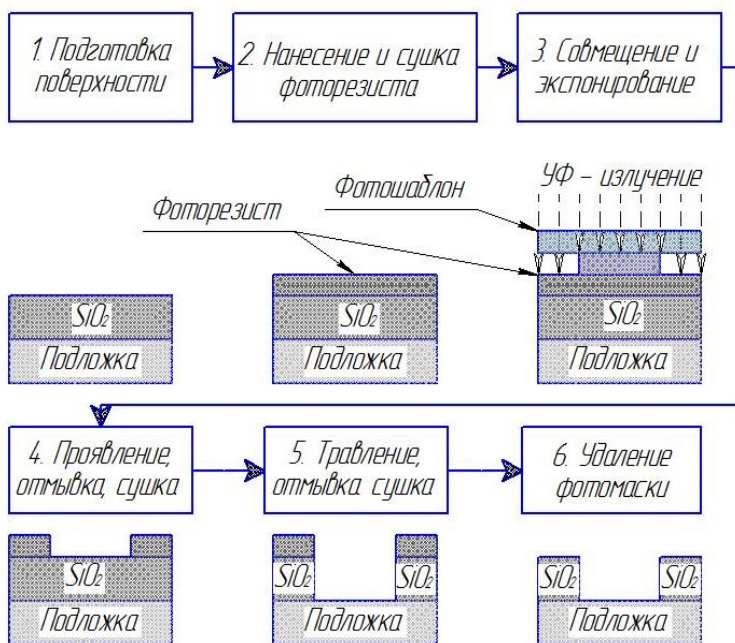 1. Подготовка
поверхности
2. Нанесение и сушка
фоторезиста
3. Совмещение и
экспонирование
УФ – излучение
Фотошаблон
Фоторезист
SiO₂
Подложка
SiO₂
Подложка
SiO₂
Подложка
4. Проявление,
отмывка, сушка
5. Травление,
отмывка сушка
6. Удаление
фотомаски
SiO₂
Подложка
SiO₂ SiO₂
Подложка
SiO₂ SiO₂
Подложка